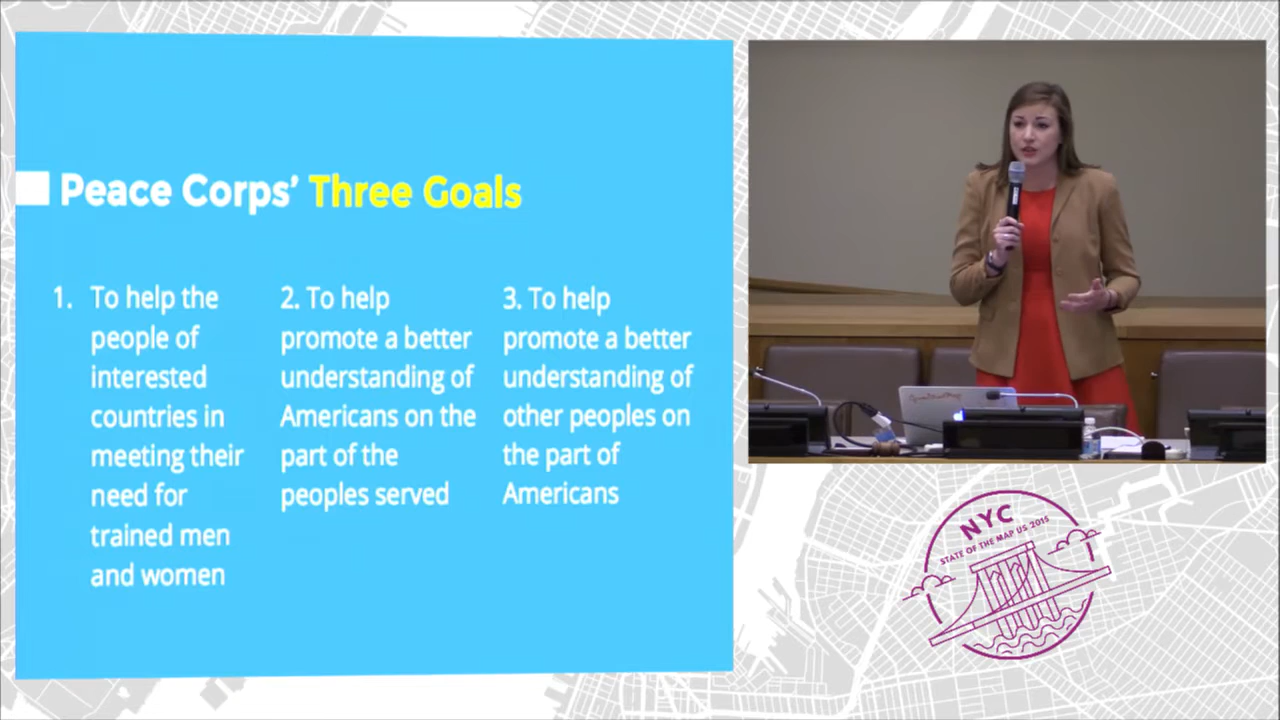 Peace Corps’ Three Goals
1. To help the
people of
interested
countries in
meeting their
need for
trained men
and women
2. To help
promote a better
understanding of
Americans on the
part of the
peoples served
3. To help
promote a better
understanding of
other peoples on
the part of
Americans
NYC
STATE OF THE MAP US 2015